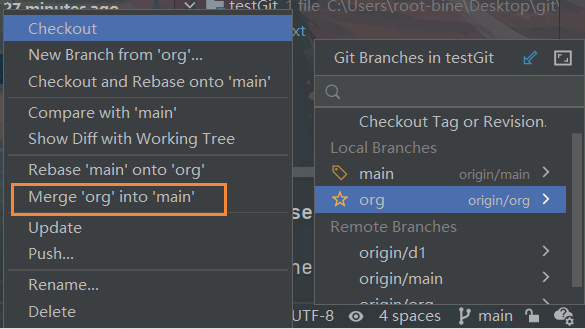 27 minutes ago
testGit 1 file C:\Users\root-bine\Desktop\git\
Checkout
New Branch from 'org'...
Checkout and Rebase onto 'main'
Compare with 'main'
Show Diff with Working Tree
Rebase 'main' onto 'org'
Merge 'org' into 'main'
Update
Push...
Rename...
Delete
Git Branches in testGit
Checkout Tag or Revision.
Local Branches
main origin/main
org origin/org
Remote Branches
origin/d1
origin/main
origin/org
UTF-8 4 spaces main